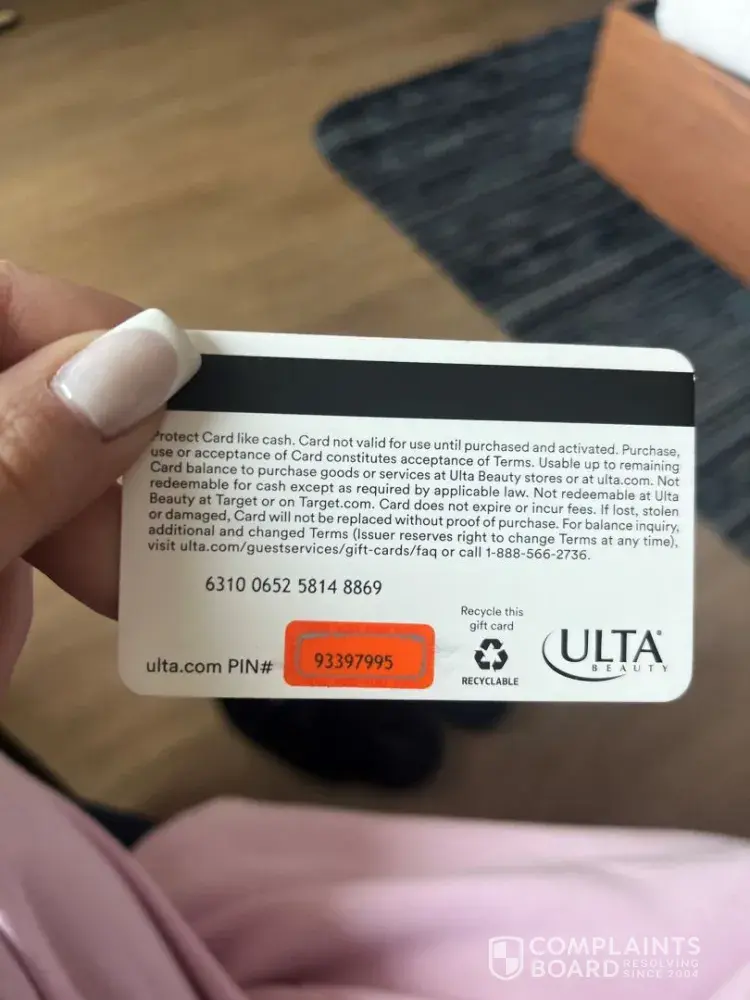 Protect Card like cash. Card not valid for use until purchased and activated. Purchase,
use or acceptance of Card constitutes acceptance of Terms. Usable up to remaining
Card balance to purchase goods or services at Ulta Beauty stores or at ulta.com. Not
redeemable for cash except as required by applicable law. Not redeemable at Ulta
Beauty at Target or on Target.com. Card does not expire or incur fees. If lost, stolen
or damaged, Card will not be replaced without proof of purchase. For balance inquiry,
additional and changed Terms (Issuer reserves right to change Terms at any time),
visit ulta.com/guestservices/gift-cards/faq or call 1-888-566-2736.
6310 0652 5814 8869
ulta.com PIN# 93397995
Recycle this
gift card
RECYCLABLE
ULTA
BEAUTY
COMPLAINTS
BOARD RESOLVING
SINCE 2004